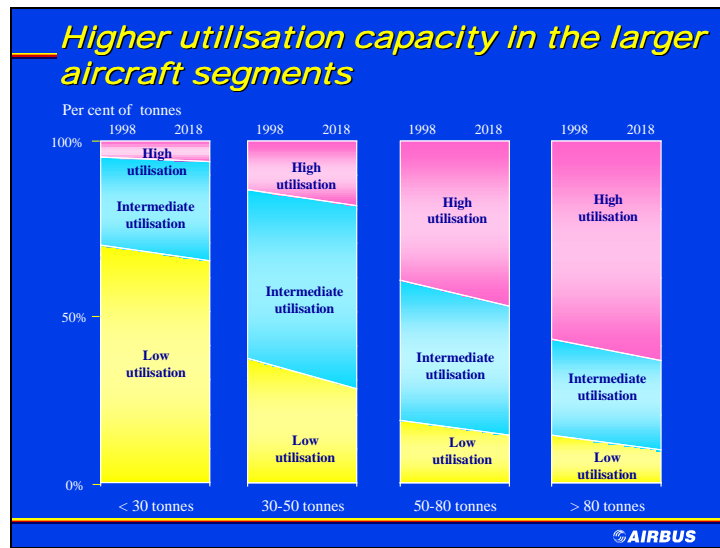 Higher utilisation capacity in the larger
aircraft segments
Per cent of tonnes
1998 2018 1998 2018 1998 2018 1998 2018
100%
50%
0%
High
utilisation
Intermediate
utilisation
Low
utilisation
High
utilisation
Intermediate
utilisation
Low
utilisation
High
utilisation
Intermediate
utilisation
Low
utilisation
High
utilisation
Intermediate
utilisation
Low
utilisation
< 30 tonnes 30-50 tonnes 50-80 tonnes > 80 tonnes
AIRBUS